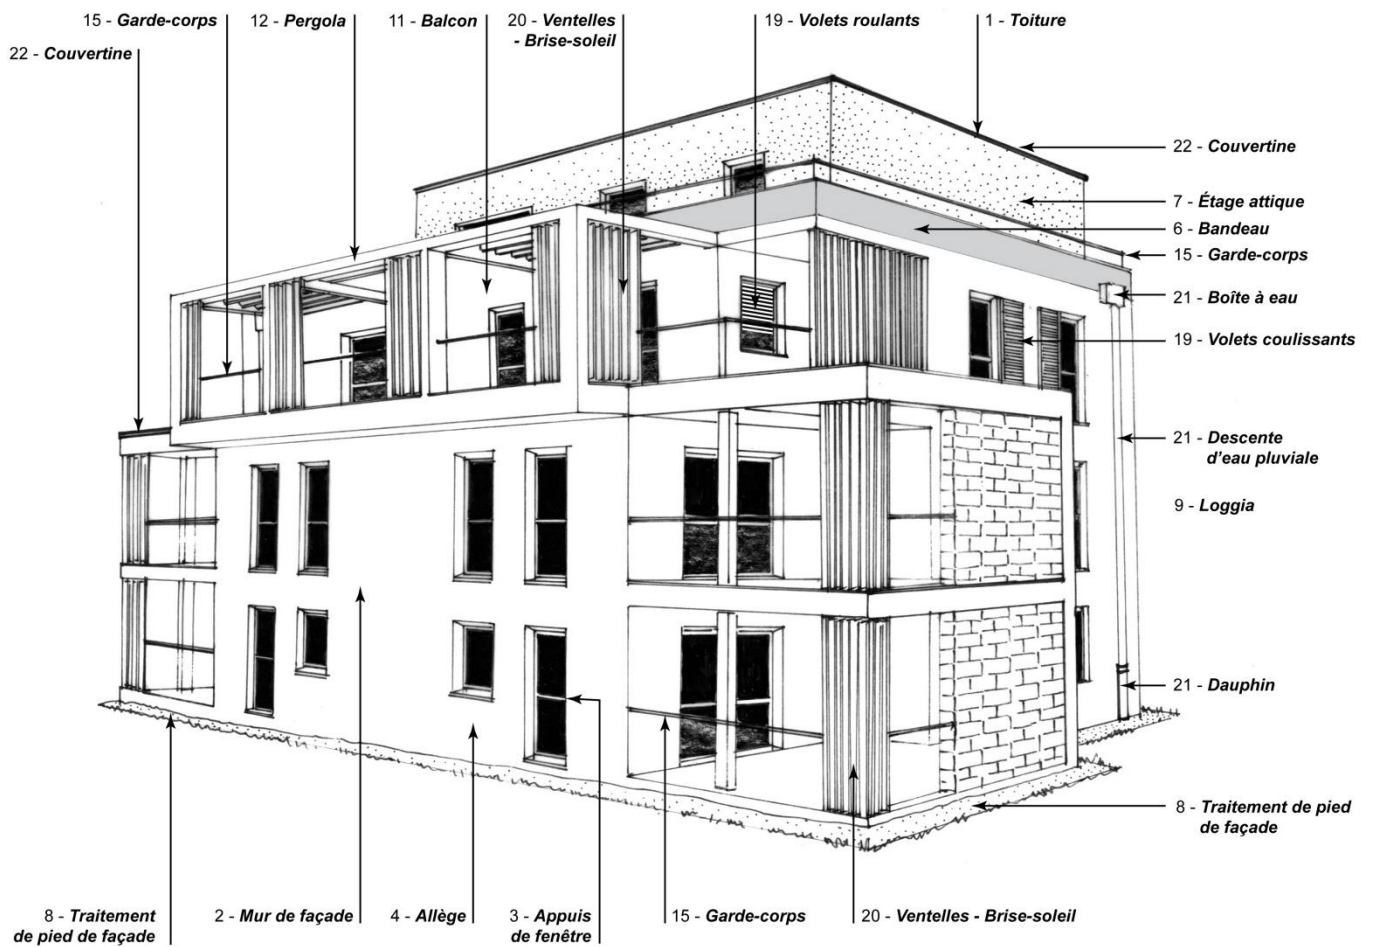 15 - Garde-corps
12 - Pergola
11 - Balcon
20 - Ventelles
- Brise-soleil
19 - Volets roulants
1 - Toiture
22 - Couvertine
22 - Couvertine
7 - Étage attique
6 - Bandeau
15 - Garde-corps
21 - Boîte à eau
19 - Volets coulissants
21 - Descente
d'eau pluviale
9 - Loggia
21 - Dauphin
8 - Traitement de pied
de façade
8 - Traitement
de pied de façade
2 - Mur de façade
4 - Allège
3 - Appuis
de fenêtre
15 - Garde-corps
20 - Ventelles - Brise-soleil